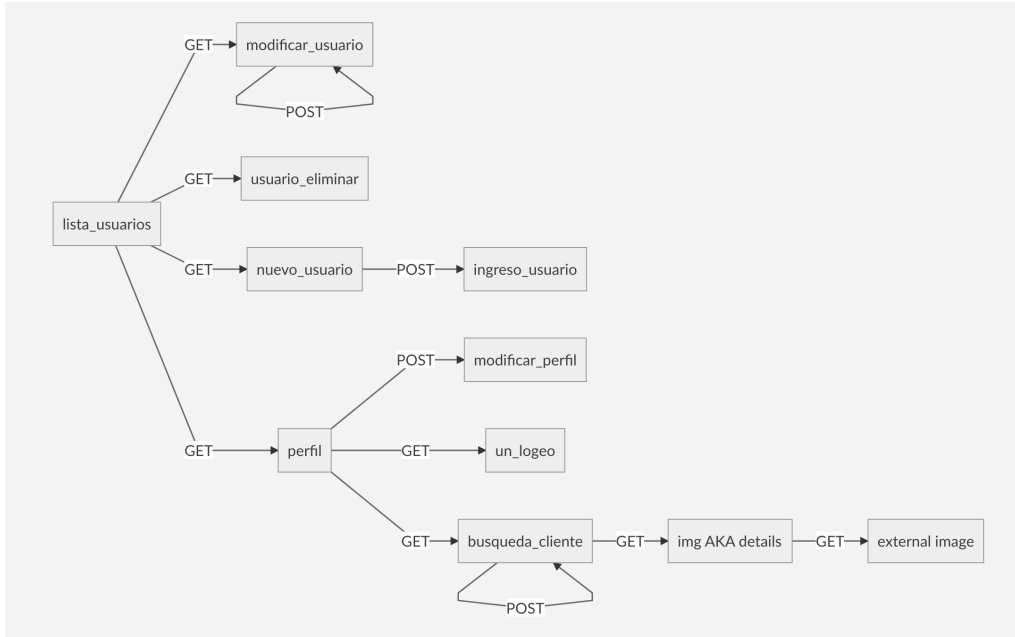 GET modificar_usuario
POST
GET usuario_eliminar
lista_usuarios
GET nuevo_usuario POST ingreso_usuario
POST modificar_perfil
GET perfil GET un_logeo
GET busqueda_cliente GET img AKA details GET external image
POST